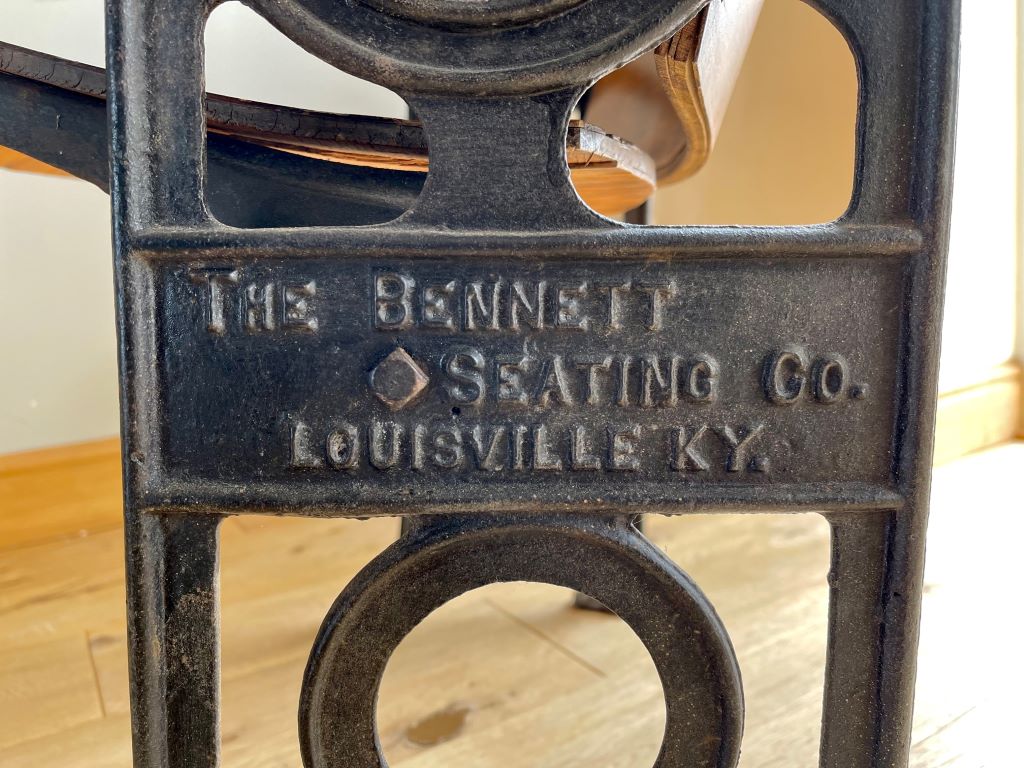 THE BENNETT
SEATING CO.
LOUISVILLE KY.